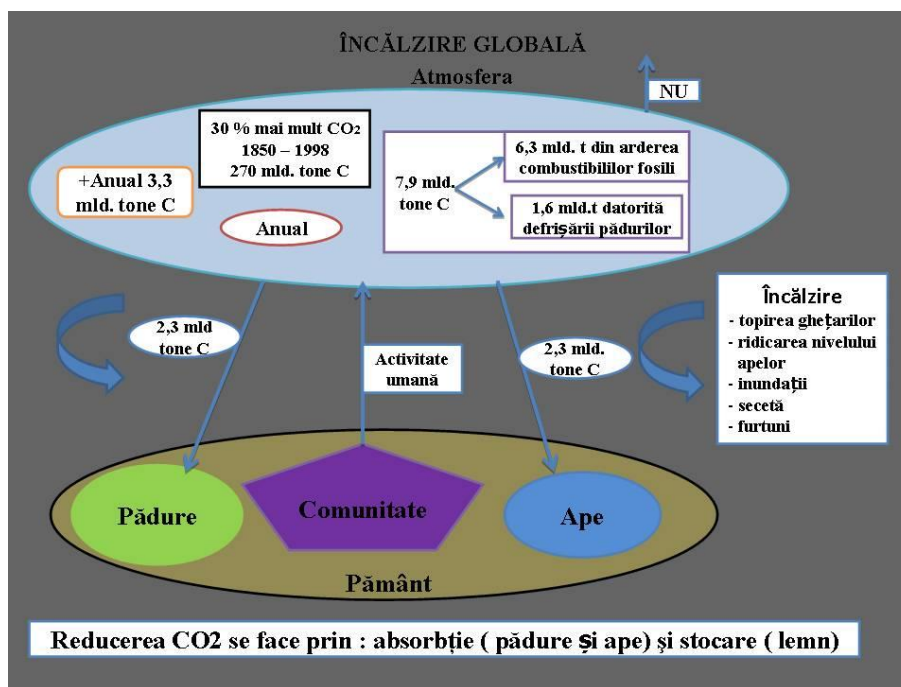 ÎNCĂLZIRE GLOBALĂ
Atmosfera
NU
30 % mai mult CO2
1850 – 1998
270 mld. tone C
+Anual 3,3
mld. tone C
Anual
7,9 mld.
tone C
6,3 mld. t din arderea
combustibililor fosili
1,6 mld.t datorită
defrișării pădurilor
2,3 mld
tone C
Activitate
umană
2,3 mld.
tone C
Încălzire
- topirea ghețarilor
- ridicarea nivelului
apelor
- inundații
- secetă
- furtuni
Pădure
Comunitate
Ape
Pământ
Reducerea CO2 se face prin : absorbție ( pădure și ape) şi stocare ( lemn)